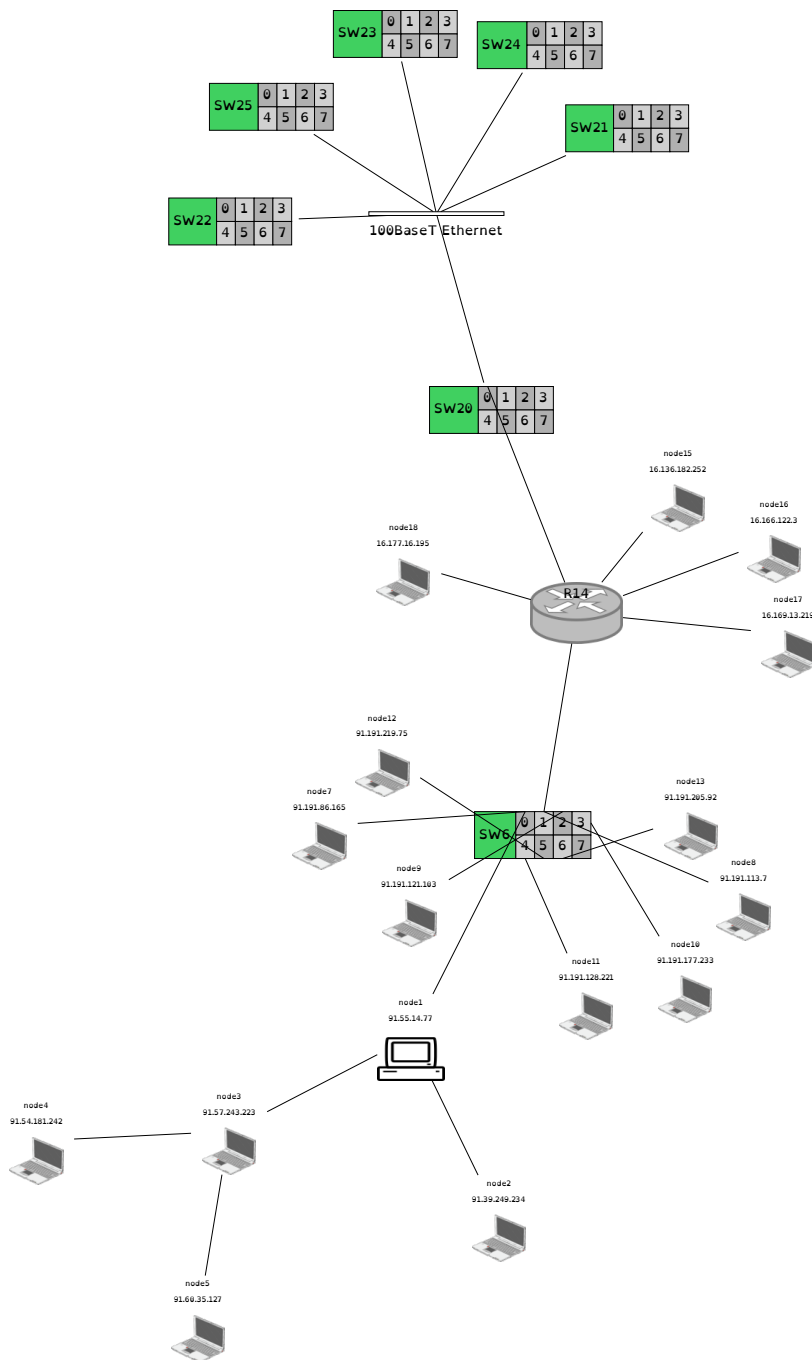 SW23
0 1 2 3
4 5 6 7
SW24
0 1 2 3
4 5 6 7
SW25
0 1 2 3
4 5 6 7
SW21
0 1 2 3
4 5 6 7
SW22
0 1 2 3
4 5 6 7
100BaseT Ethernet
SW20
0 1 2 3
4 5 6 7
node15
16.136.182.252
node16
16.166.122.3
node18
16.177.16.195
R14
node17
16.169.13.219
node12
91.191.219.75
node7
91.191.86.165
node13
91.191.205.92
SW6
0 1 2 3
4 5 6 7
node9
91.191.121.103
node8
91.191.113.7
node10
91.191.177.233
node11
91.191.128.221
node1
91.55.14.77
node3
91.57.243.223
node4
91.54.181.242
node2
91.39.249.234
node5
91.60.35.127